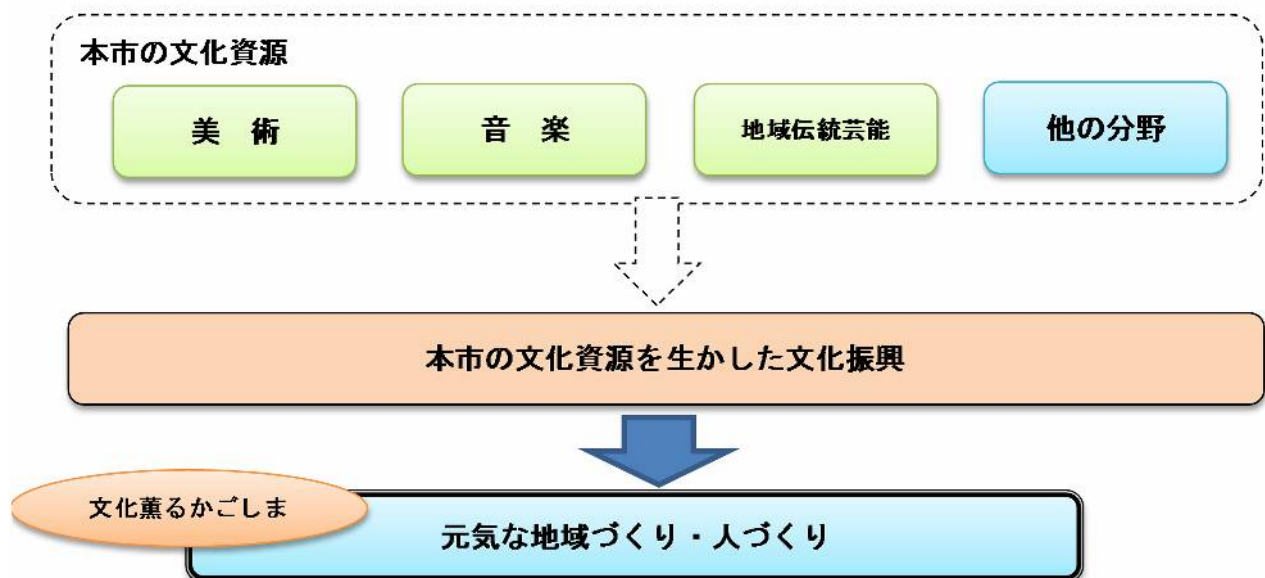 本市の文化資源
美　術
音　楽
地域伝統芸能
他の分野
本市の文化資源を生かした文化振興
文化薫るかごしま
元気な地域づくり・人づくり